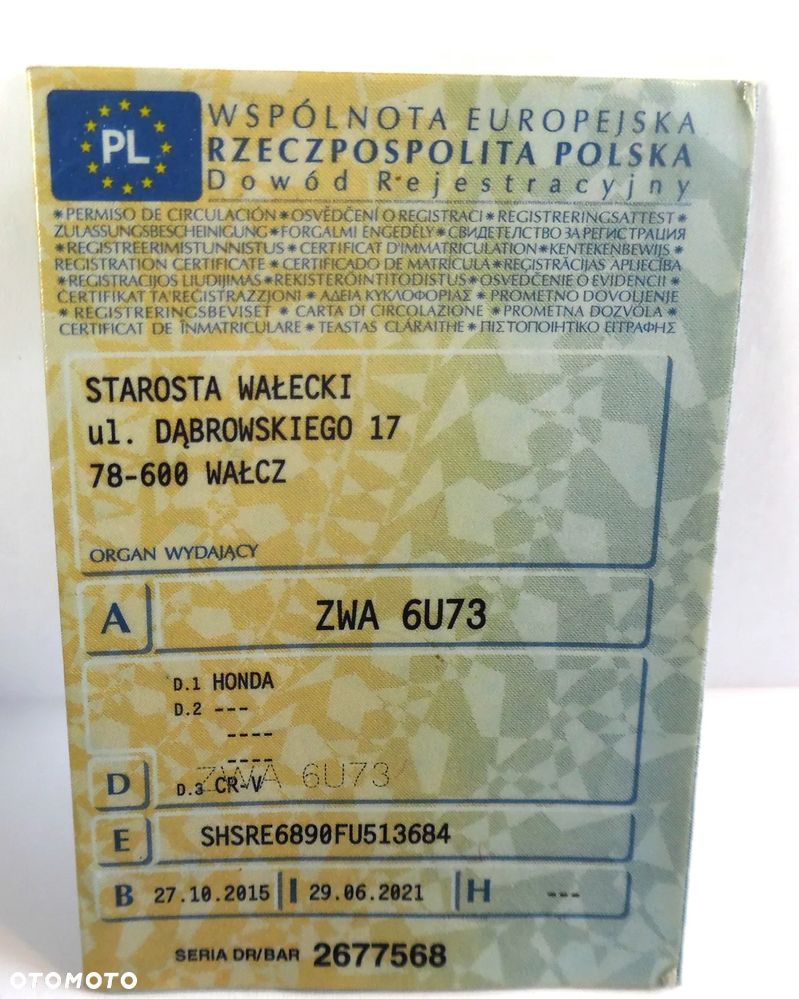 PL
WSPÓLNOTA EUROPEJSKA
RZECZPOSPOLITA POLSKA
Dowód Rejestracyjny
*PERMISO DE CIRCULACIÓN*OSVĚDČENÍ O REGISTRACI*REGISTRERINGSATTEST*
ZULASSUNGSBESCHEINIGUNG*FORGALMI ENGEDÉLY*СВИДЕТЕЛСТВО ЗА РЕГИСТРАЦИЯ
*REGISTREERIMISTUNNISTUS*CERTIFICAT D'IMMATRICULATION*KENTEKENBEWIJS*
REGISTRATION CERTIFICATE*CERTIFICADO DE MATRÍCULA*REĢISTRĀCIJAS APLIECĪBA
*REGISTRACIJOS LIUDIJIMAS*REKISTERÖINTITODISTUS*OSVEDČENIE O EVIDENCII*
ĊERTIFIKAT TA'REĠISTRAZZJONI*ΑΔΕΙΑ ΚΥΚΛΟΦΟΡΙΑΣ*PROMETNO DOVOLJENJE
*REGISTRERINGSBEVISET*CARTA DI CIRCOLAZIONE*PROMETNA DOZVOLA*
CERTIFICAT DE ÎNMATRICULARE*TEASTAS CLÁRAITHE*ΠΙΣΤΟΠΟΙΗΤΙΚΟ ΕΓΓΡΑΦΗΣ
STAROSTA WAŁECKI
ul. DĄBROWSKIEGO 17
78-600 WAŁCZ
ORGAN WYDAJĄCY
A ZWA 6U73
D.1 HONDA
D.2 ---
----
----
ZWA 6U73
D D.3 CR-V
E SHSRE6890FU513684
B 27.10.2015 I 29.06.2021 H ---
SERIA DR/BAR 2677568
OTOMOTO